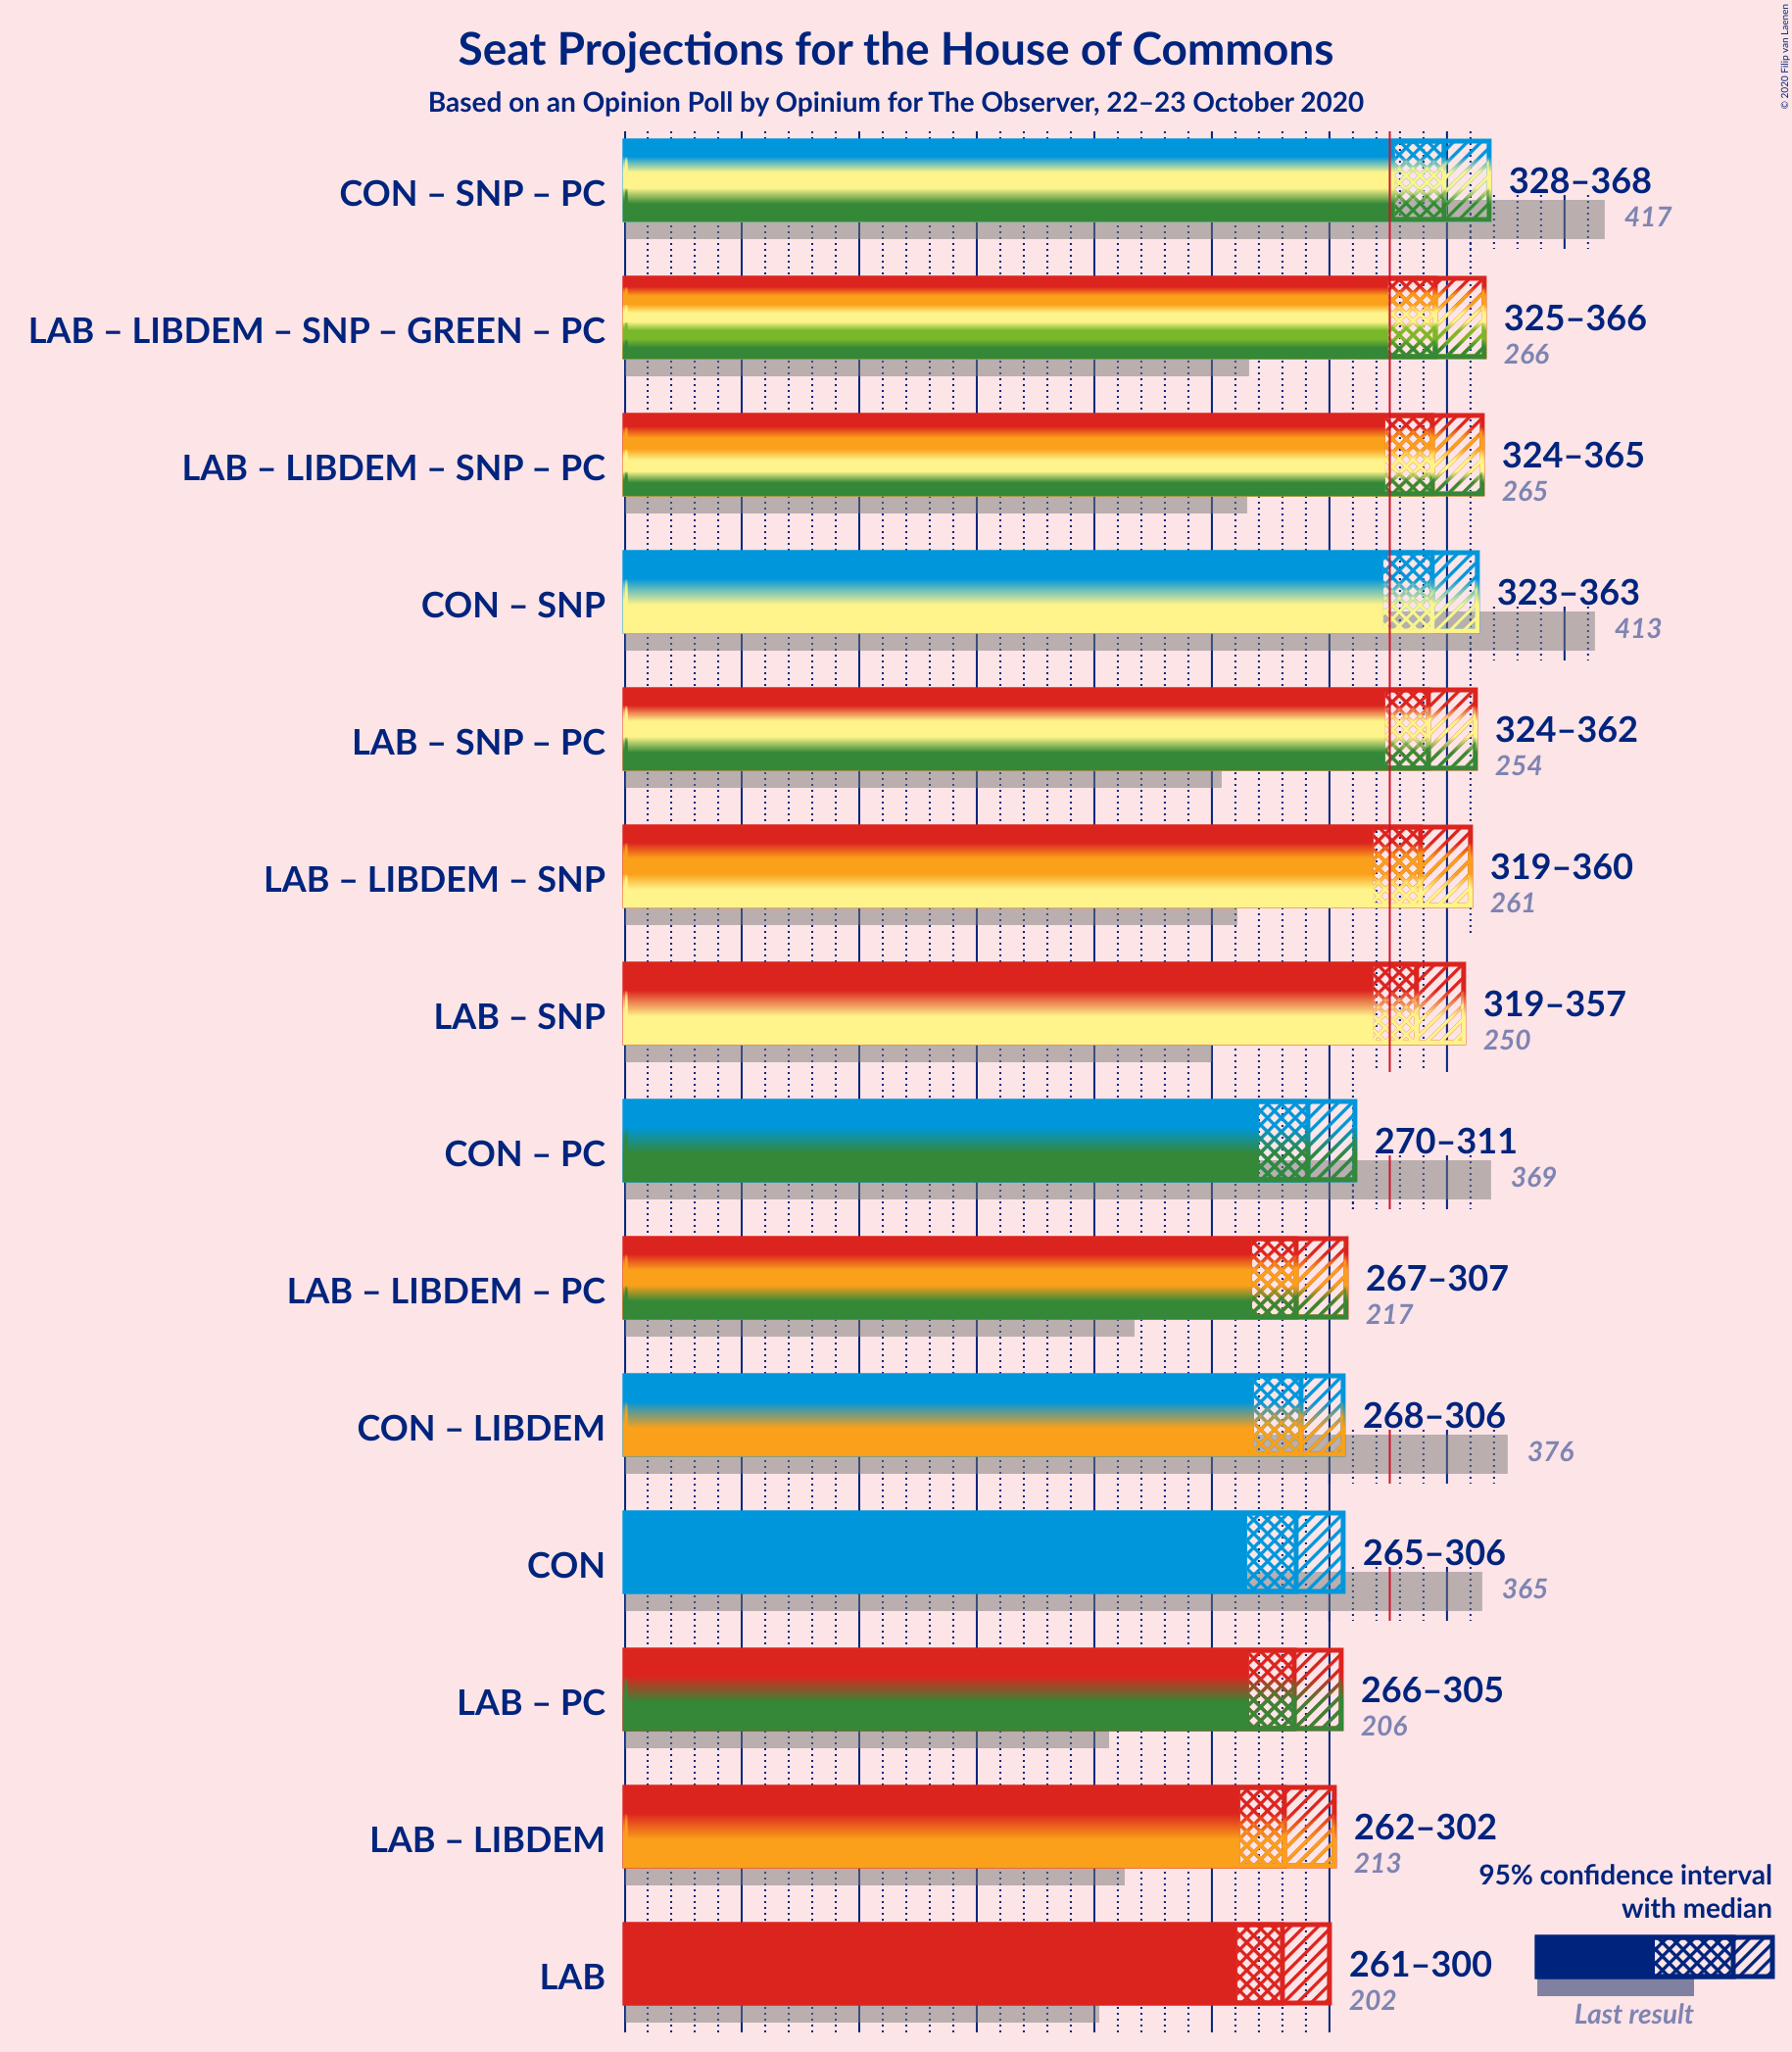 Seat Projections for the House of Commons
Based on an Opinion Poll by Opinium for The Observer, 22–23 October 2020
© 2020 Filip van Laenen
CON – SNP – PC
328–368
417
LAB – LIBDEM – SNP – GREEN – PC
325–366
266
LAB – LIBDEM – SNP – PC
324–365
265
CON – SNP
323–363
413
LAB – SNP – PC
324–362
254
LAB – LIBDEM – SNP
319–360
261
LAB – SNP
319–357
250
CON – PC
270–311
369
LAB – LIBDEM – PC
267–307
217
CON – LIBDEM
268–306
376
CON
265–306
365
LAB – PC
266–305
206
LAB – LIBDEM
262–302
213
LAB
261–300
202
95% confidence interval
with median
Last result